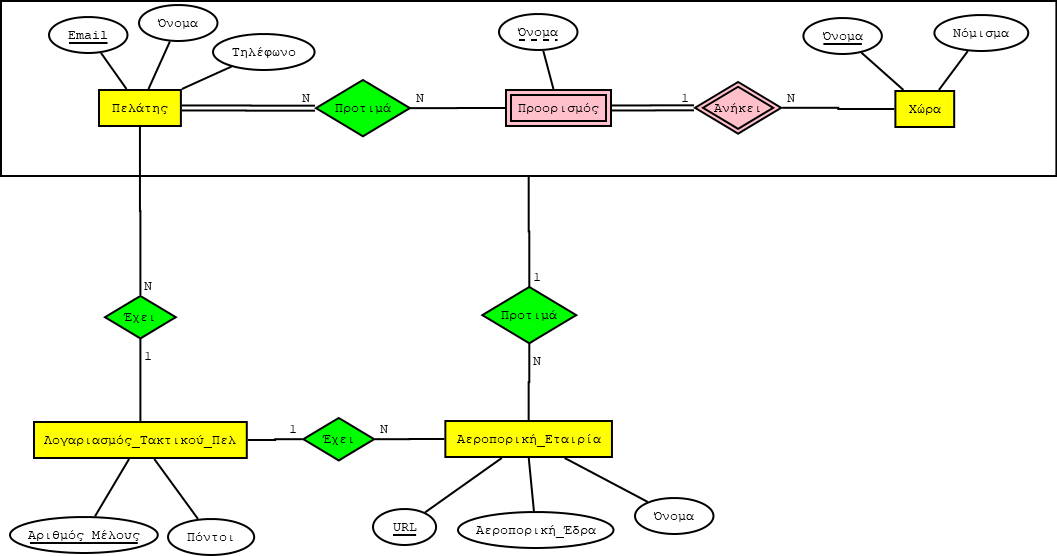 Όνομα
Email
Τηλέφωνο
Όνομα
Όνομα
Νόμισμα
Πελάτης
N
Προτιμά
N
Προορισμός
1
Ανήκει
N
Χώρα
N
Έχει
1
1
Προτιμά
N
Λογαριασμός_Τακτικού_Πελ
1
Έχει
N
Αεροπορική_Εταιρία
Αριθμός Μέλους
Πόντοι
URL
Αεροπορική_Έδρα
Όνομα